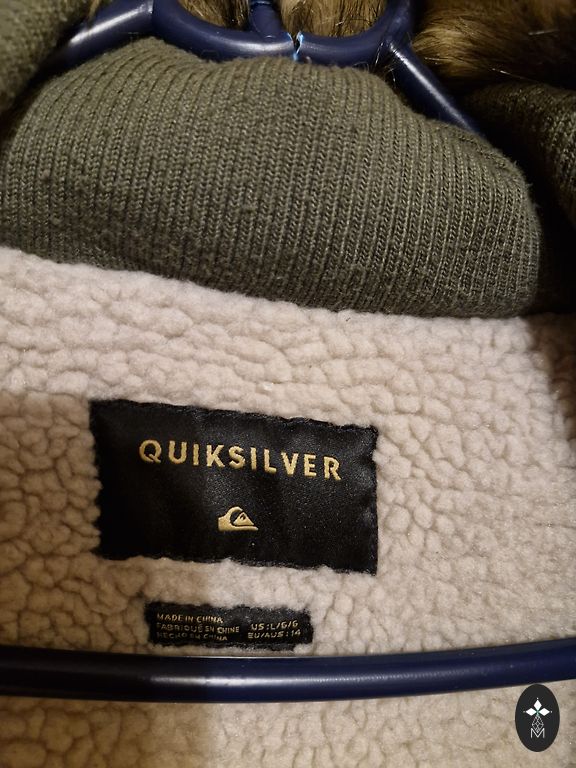 QUIKSILVER
MADE IN CHINA
FABRIQUÉ EN CHINE
HECHO EN CHINA
US:L/G/G
EU/AUS:14
M